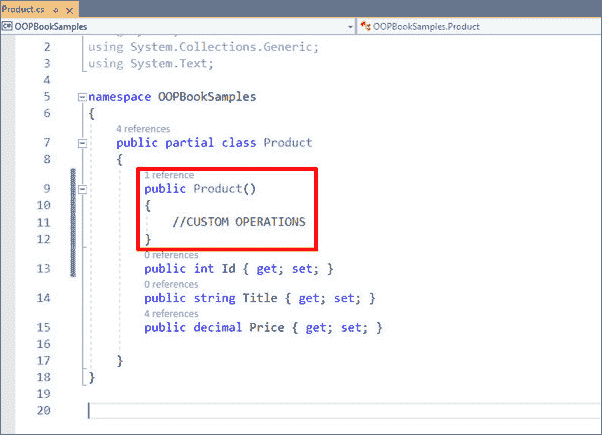 Product.cs
OOPBookSamples
OOPBookSamples.Product
2 using System.Collections.Generic;
3 using System.Text;
4
5 namespace OOPBookSamples
6 {
4 references
7 public partial class Product
8 {
1 reference
9 public Product()
10 {
11 //CUSTOM OPERATIONS
12 }
0 references
13 public int Id { get; set; }
0 references
14 public string Title { get; set; }
4 references
15 public decimal Price { get; set; }
16
17 }
18 }
19
20